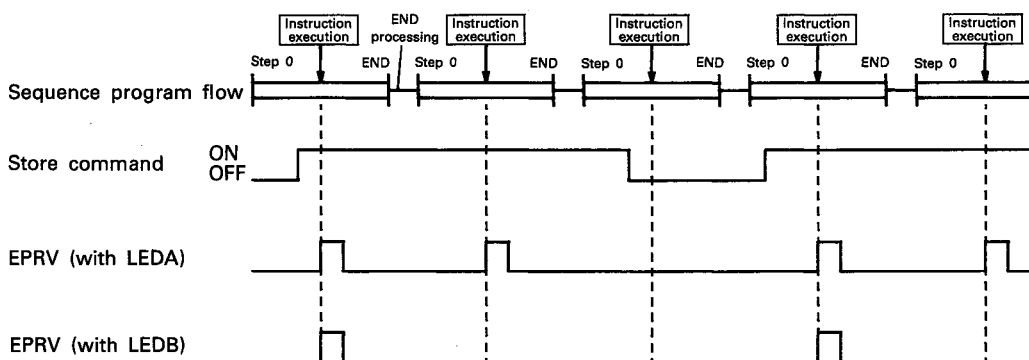 Instruction execution
END processing
Instruction execution
Instruction execution
Instruction execution
Instruction execution
Step 0 END Step 0 END Step 0 END Step 0 END Step 0
Sequence program flow
Store command ON
OFF
EPRV (with LEDA)
EPRV (with LEDB)